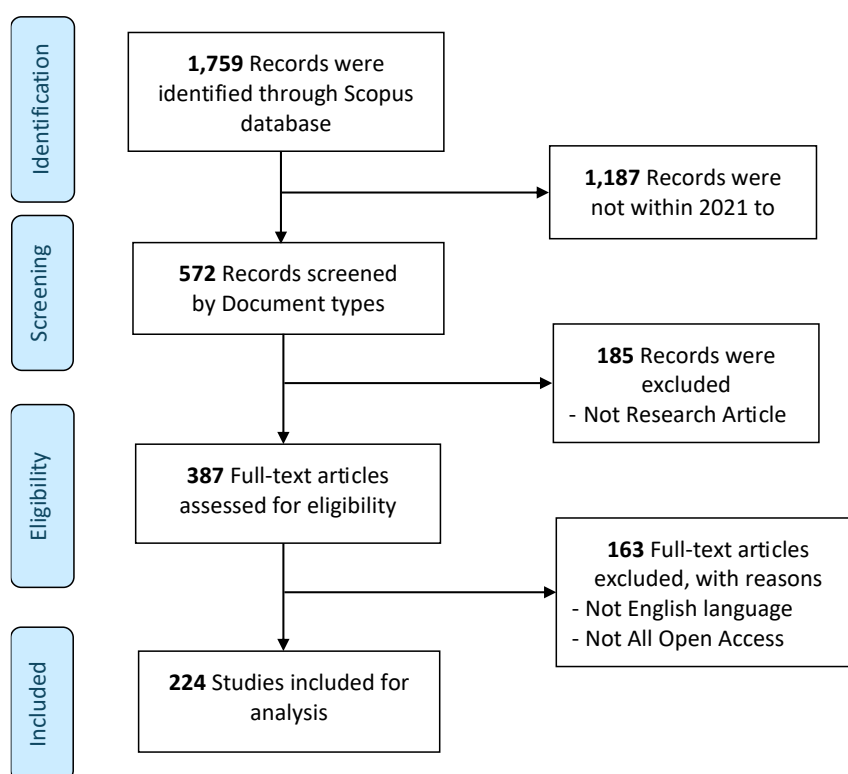 Identification
1,759 Records were
identified through Scopus
database
1,187 Records were
not within 2021 to
Screening
572 Records screened
by Document types
185 Records were
excluded
- Not Research Article
Eligibility
387 Full-text articles
assessed for eligibility
163 Full-text articles
excluded, with reasons
- Not English language
- Not All Open Access
Included
224 Studies included for
analysis